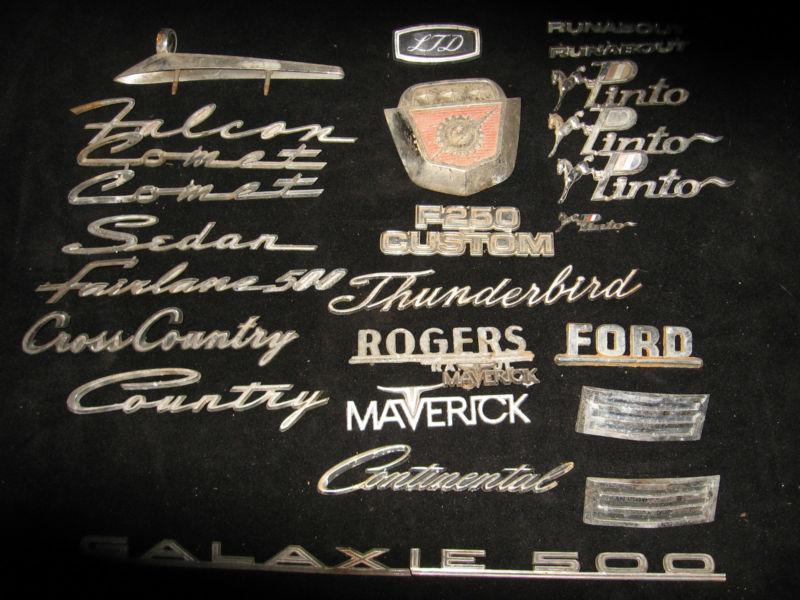 Falcon
Comet
Comet
Sedan
Fairlane 500
Cross Country
Country
LTD
F250
CUSTOM
Thunderbird
ROGERS
MAVERICK
MAVERICK
Continental
RUNABOUT
RUNABOUT
Pinto
Pinto
Pinto
Pinto
FORD
GALAXIE 500